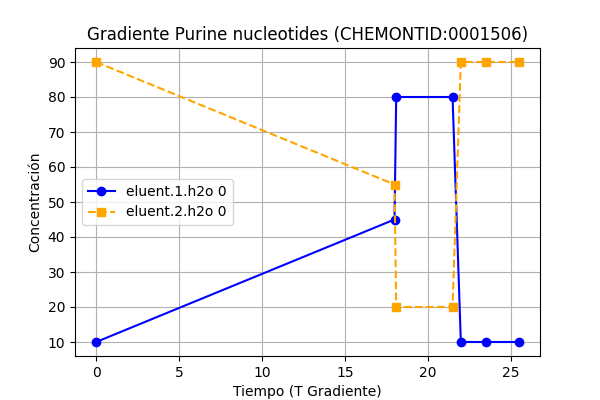 Gradiente Purine nucleotides (CHEMONTID:0001506)
90
80
70
60
50
40
30
20
10
Concentración
eluent.1.h2o 0
eluent.2.h2o 0
0 5 10 15 20 25
Tiempo (T Gradiente)